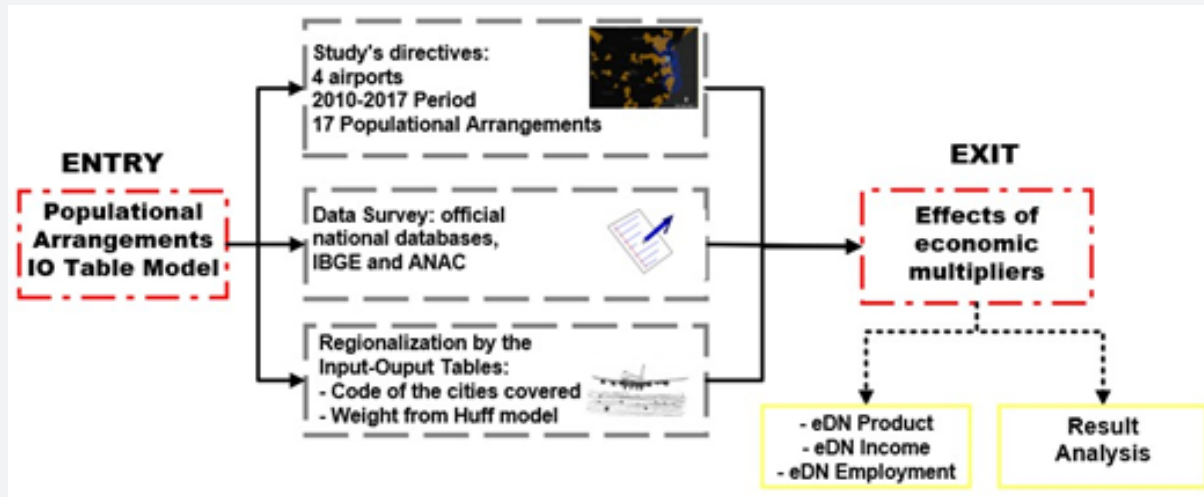 ENTRY
Populational
Arrangements
IO Table Model
Study's directives:
4 airports
2010-2017 Period
17 Populational Arrangements
Data Survey: official
national databases,
IBGE and ANAC
Regionalization by the
Input-Ouput Tables:
- Code of the cities covered
- Weight from Huff model
EXIT
Effects of
economic
multipliers
- eDN Product
- eDN Income
- eDN Employment
Result
Analysis